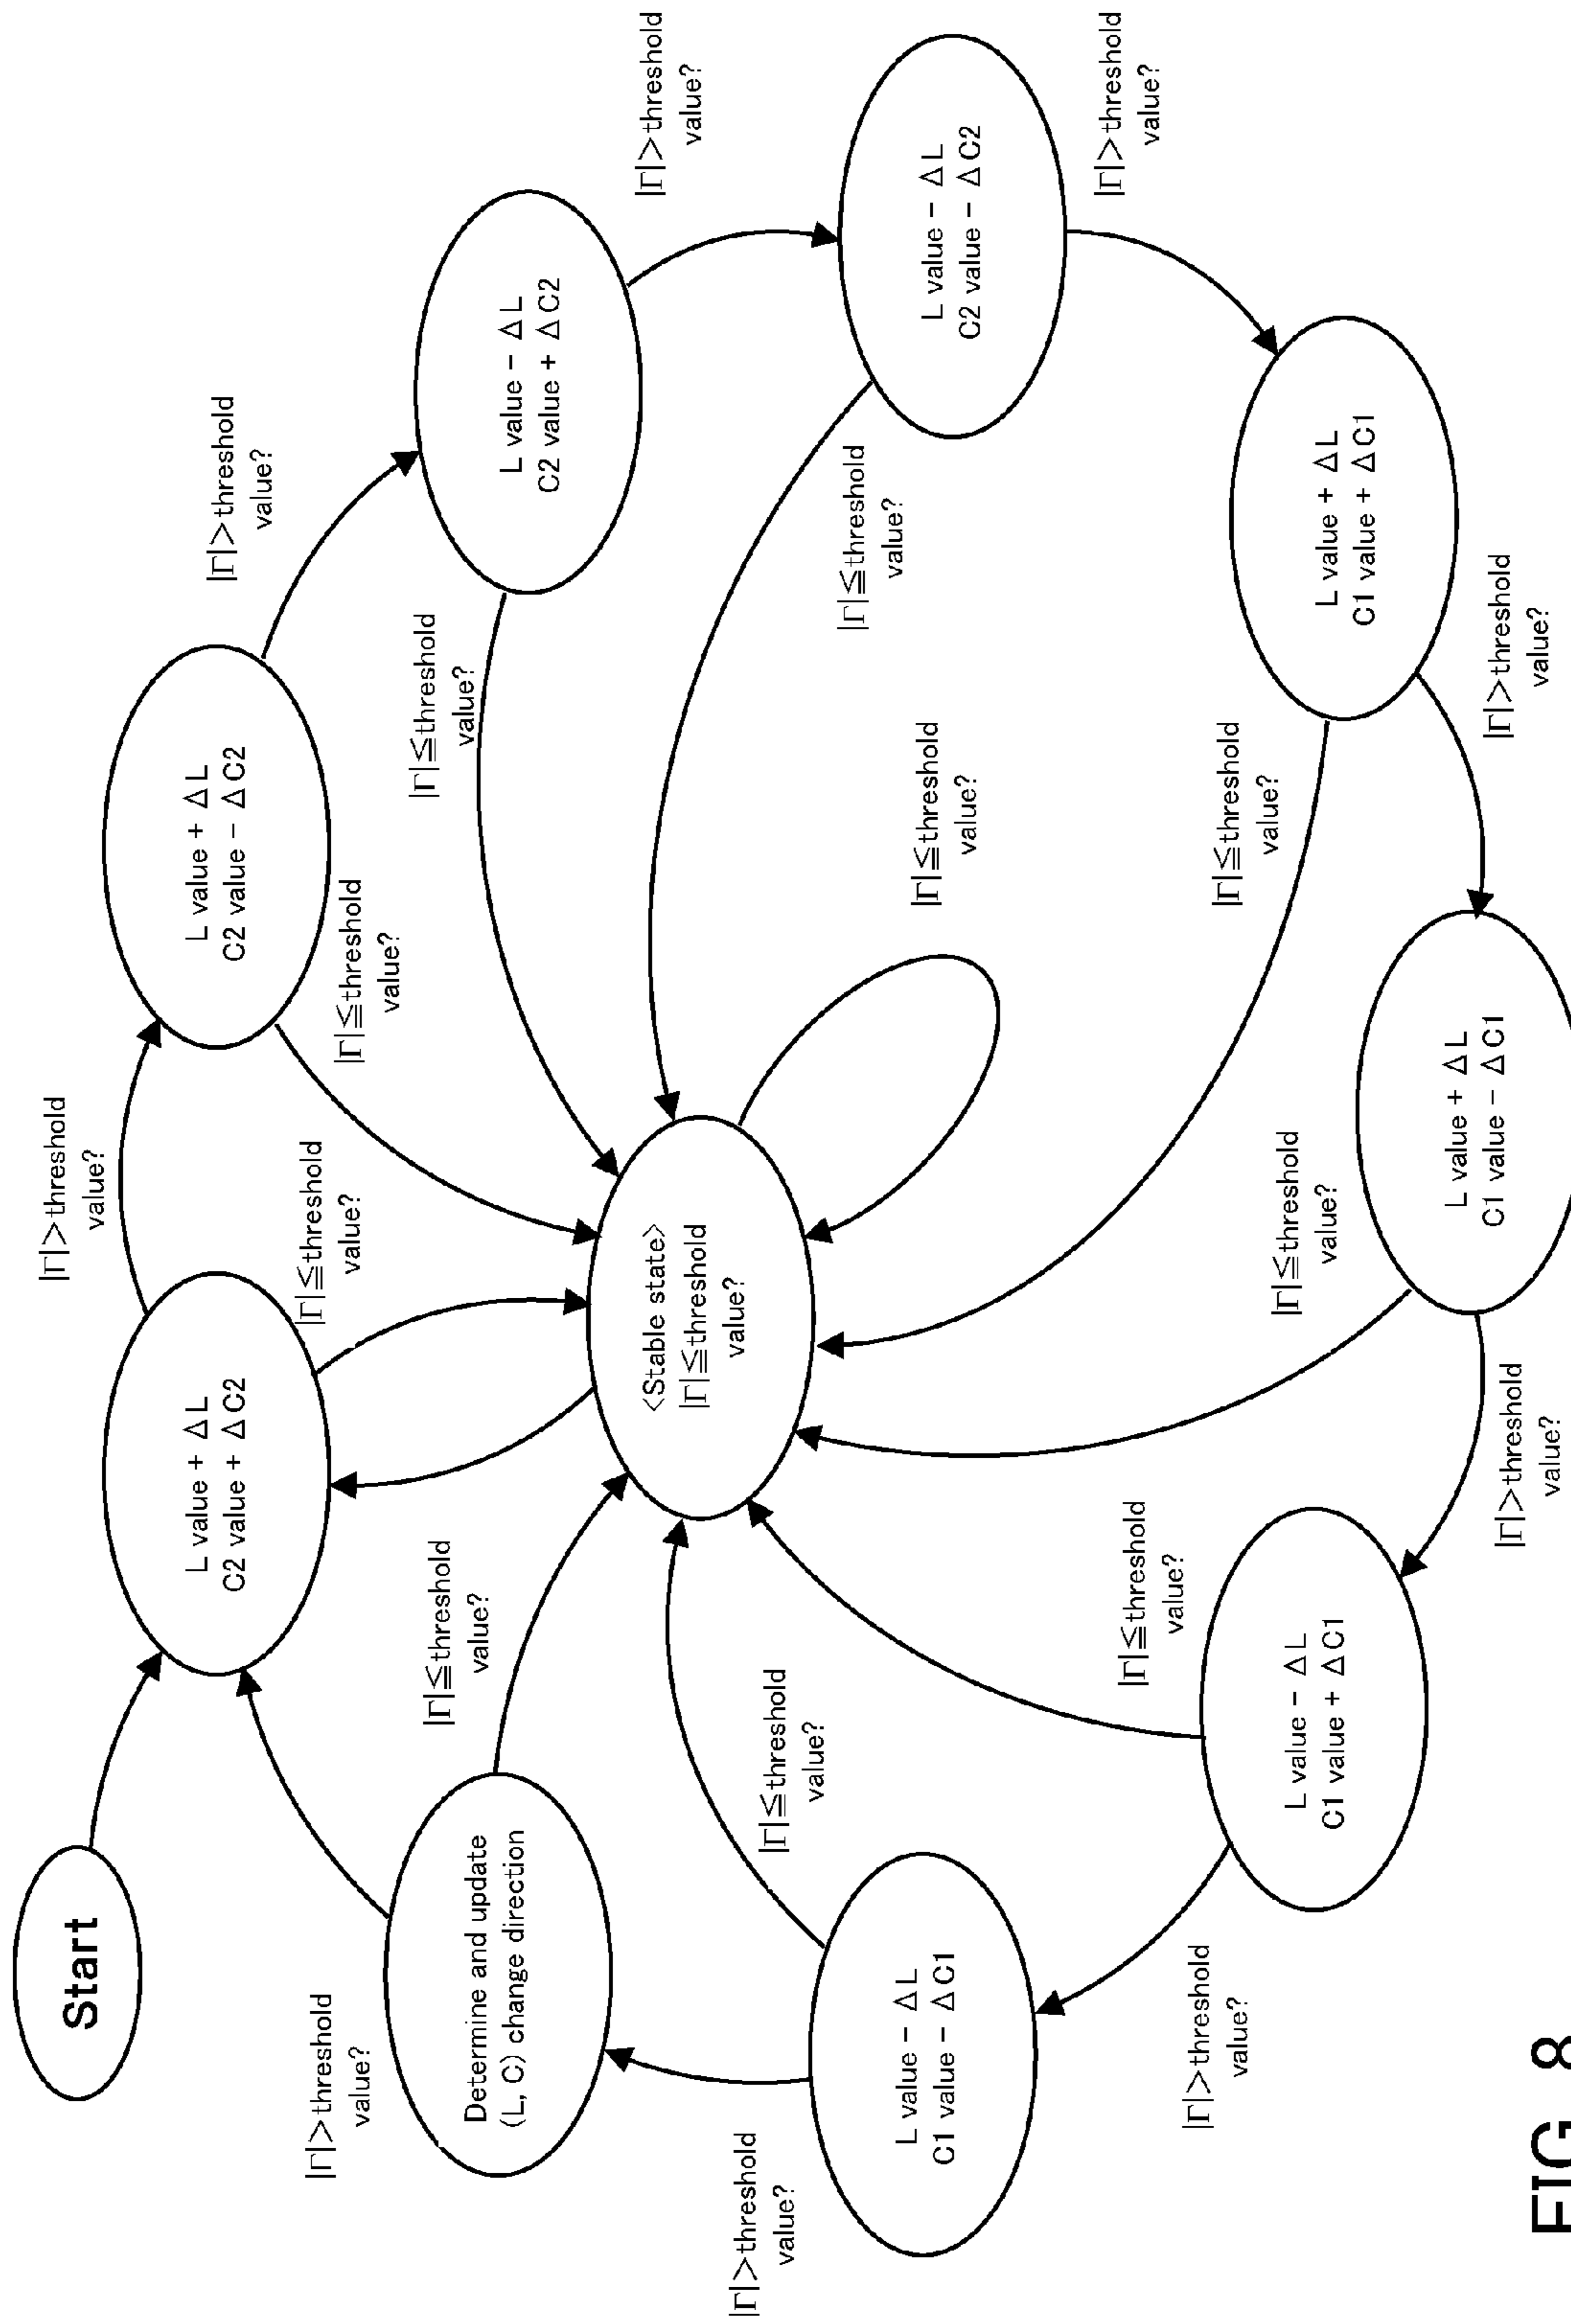 Start
|Γ|>threshold
value?
L value + ΔL
C2 value + ΔC2
|Γ|≦threshold
value?
|Γ|>threshold
value?
L value + ΔL
C2 value − ΔC2
|Γ|≦threshold
value?
|Γ|>threshold
value?
L value − ΔL
C2 value + ΔC2
|Γ|≦threshold
value?
|Γ|>threshold
value?
L value − ΔL
C2 value − ΔC2
|Γ|≦threshold
value?
|Γ|>threshold
value?
L value + ΔL
C1 value + ΔC1
|Γ|≦threshold
value?
|Γ|>threshold
value?
L value + ΔL
C1 value − ΔC1
|Γ|≦threshold
value?
|Γ|>threshold
value?
L value − ΔL
C1 value + ΔC1
|Γ|≦threshold
value?
|Γ|>threshold
value?
L value − ΔL
C1 value − ΔC1
|Γ|≦threshold
value?
|Γ|>threshold
value?
Determine and update
(L, C) change direction
|Γ|≦threshold
value?
<Stable state>
|Γ|≦threshold
value?
|Γ|≦threshold
value?
FIG. 8